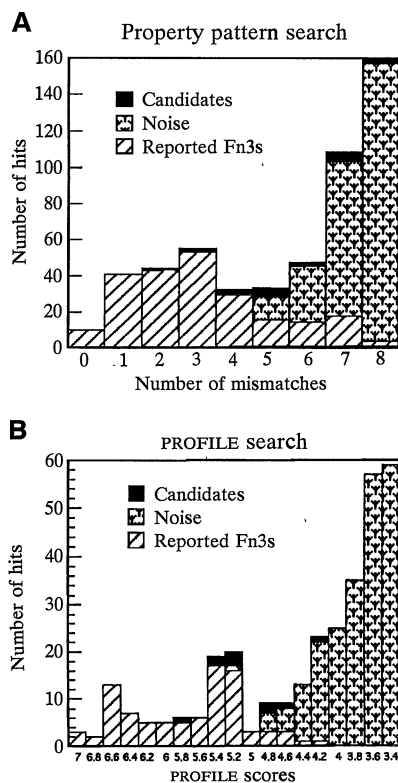 A
Property pattern search
160
140
120
100
80
60
40
20
0
Number of hits
Candidates
Noise
Reported Fn3s
0 1 2 3 4 5 6 7 8
Number of mismatches
B
PROFILE search
60
50
40
30
20
10
0
Number of hits
Candidates
Noise
Reported Fn3s
7 6.8 6.6 6.4 6.2 6 5.8 5.6 5.4 5.2 5 4.8 4.6 4.4 4.2 4 3.8 3.6 3.4
PROFILE scores